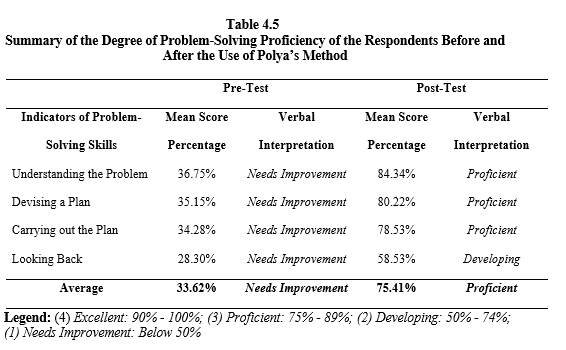 Table 4.5
Summary of the Degree of Problem-Solving Proficiency of the Respondents Before and
After the Use of Polya's Method
Pre-Test Post-Test
Indicators of Problem- Mean Score Verbal Mean Score Verbal
Solving Skills Percentage Interpretation Percentage Interpretation
Understanding the Problem 36.75% Needs Improvement 84.34% Proficient
Devising a Plan 35.15% Needs Improvement 80.22% Proficient
Carrying out the Plan 34.28% Needs Improvement 78.53% Proficient
Looking Back 28.30% Needs Improvement 58.53% Developing
Average 33.62% Needs Improvement 75.41% Proficient
Legend: (4) Excellent: 90% - 100%; (3) Proficient: 75% - 89%; (2) Developing: 50% - 74%;
(1) Needs Improvement: Below 50%